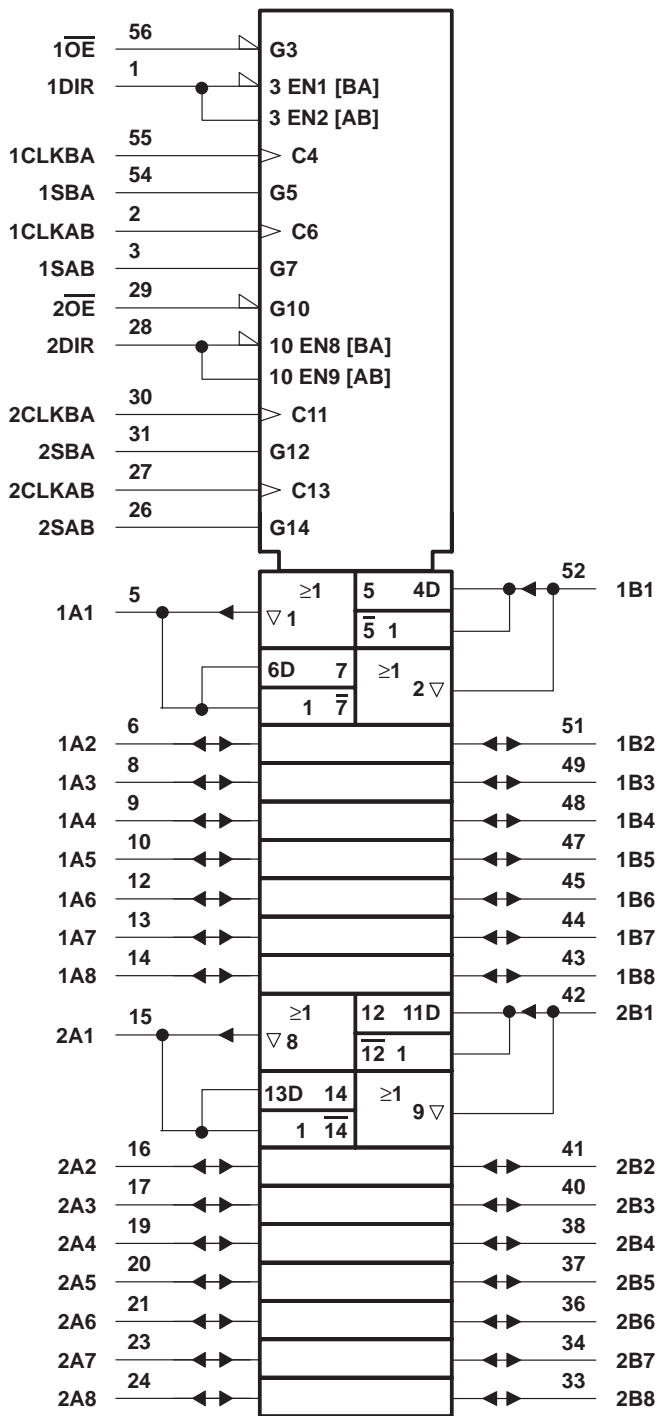 56
1OE G3
1
1DIR 3 EN1 [BA]
3 EN2 [AB]
55
1CLKBA C4
54
1SBA G5
2
1CLKAB C6
3
1SAB G7
29
2OE G10
28
2DIR 10 EN8 [BA]
10 EN9 [AB]
30
2CLKBA C11
31
2SBA G12
27
2CLKAB C13
26
2SAB G14
5 ≥1 5 4D 52
1A1 ▽ 1 5̅ 1 1B1
6D 7 ≥1
1 7̅ 2 ▽
6 51
1A2 1B2
8 49
1A3 1B3
9 48
1A4 1B4
10 47
1A5 1B5
12 45
1A6 1B6
13 44
1A7 1B7
14 43
1A8 1B8
15 ≥1 12 11D 42
2A1 ▽ 8 1̅2̅ 1 2B1
13D 14 ≥1
1 1̅4̅ 9 ▽
16 41
2A2 2B2
17 40
2A3 2B3
19 38
2A4 2B4
20 37
2A5 2B5
21 36
2A6 2B6
23 34
2A7 2B7
24 33
2A8 2B8